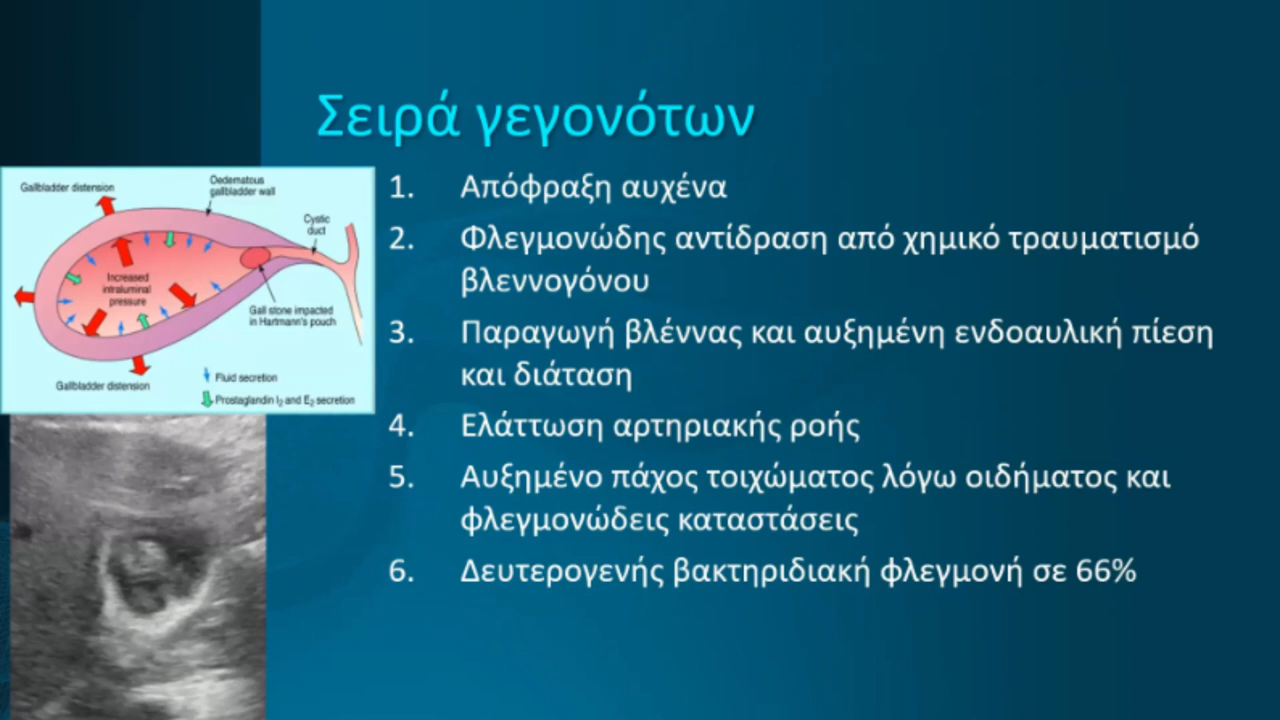 Σειρά γεγονότων
Gallbladder distension
Oedematous
gallbladder wall
Cystic
duct
Increased
intraluminal
pressure
Gall stone impacted
in Hartmann's pouch
Gallbladder distension
Fluid secretion
Prostaglandin I2 and E2 secretion
1. Απόφραξη αυχένα
2. Φλεγμονώδης αντίδραση από χημικό τραυματισμό
βλεννογόνου
3. Παραγωγή βλέννας και αυξημένη ενδοαυλική πίεση
και διάταση
4. Ελάττωση αρτηριακής ροής
5. Αυξημένο πάχος τοιχώματος λόγω οιδήματος και
φλεγμονώδεις καταστάσεις
6. Δευτερογενής βακτηριδιακή φλεγμονή σε 66%